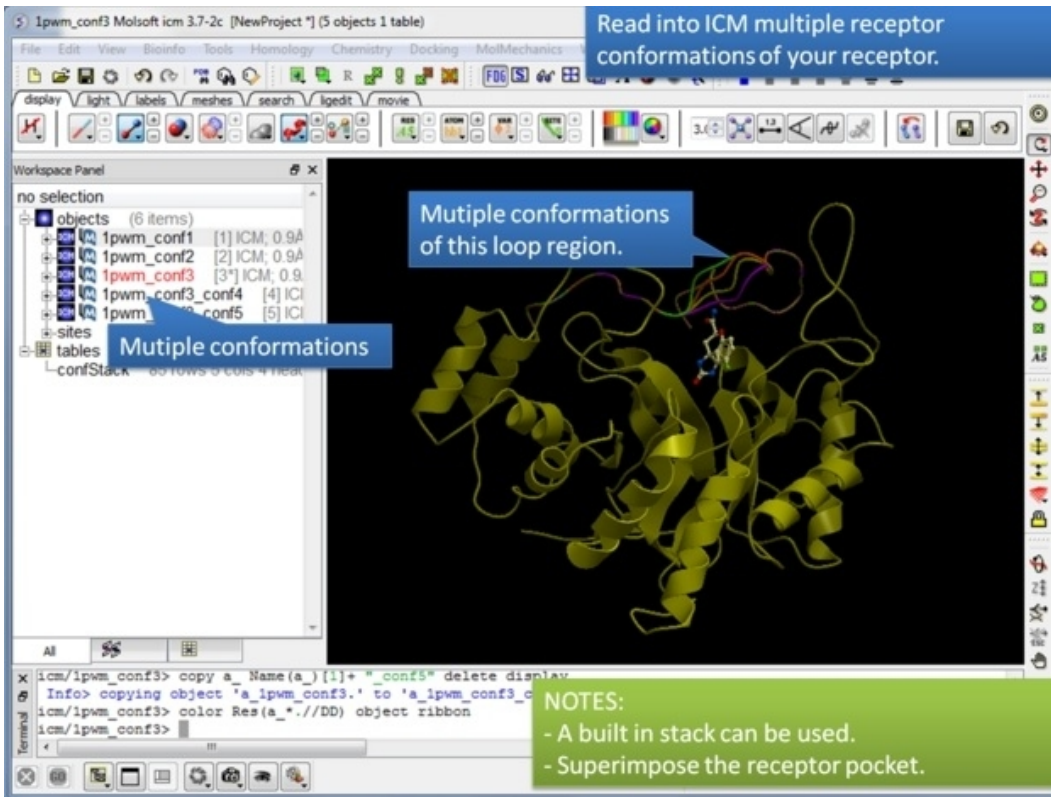 1pwm_conf3 Molsoft icm 3.7-2c [NewProject *] (5 objects 1 table)
Read into ICM multiple receptor
conformations of your receptor.
File Edit View Bioinfo Tools Homology Chemistry Docking MolMechanics
FOG
display light labels meshes search ligedit movie
Workspace Panel
no selection
objects (6 items)
1pwm_conf1 [1] ICM; 0.9Å
1pwm_conf2 [2] ICM; 0.9Å
1pwm_conf3 [3*] ICM; 0.9
1pwm_conf3_conf4 [4] ICI
conf5 [5] ICI
sites
tables
confStack
Mutiple conformations
of this loop region.
Mutiple conformations
All
icm/1pwm_conf3> copy a_ Name(a_)[1]+ "_conf5" delete display
Info> copying object 'a_1pwm_conf3.' to 'a_1pwm_conf3_c
icm/1pwm_conf3> color Res(a_*.//DD) object ribbon
icm/1pwm_conf3>
Terminal
NOTES:
- A built in stack can be used.
- Superimpose the receptor pocket.